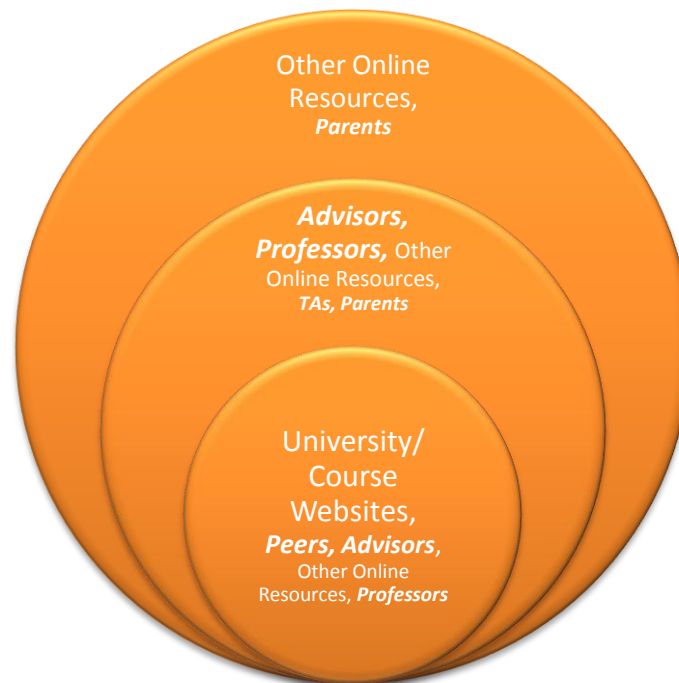 Other Online
Resources,
Parents
Advisors,
Professors, Other
Online Resources,
TAs, Parents
University/
Course
Websites,
Peers, Advisors,
Other Online
Resources, Professors